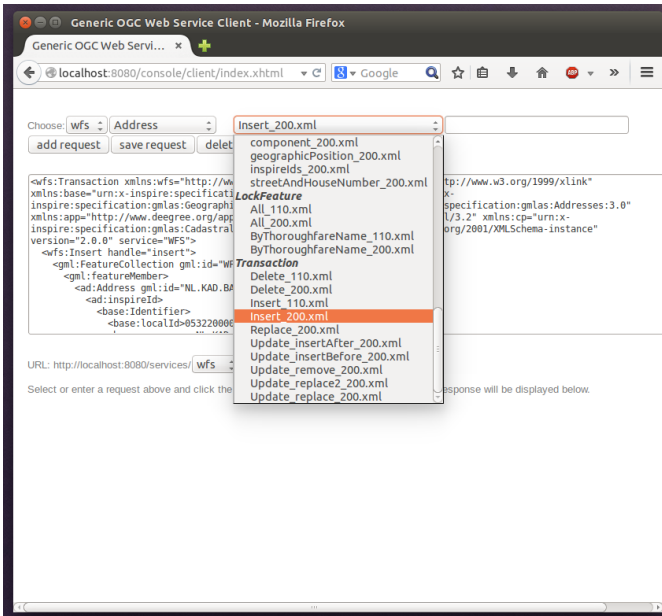 Generic OGC Web Service Client - Mozilla Firefox
Generic OGC Web Servi... ×
localhost:8080/console/client/index.xhtml
Google
ABP
Choose: wfs Address Insert_200.xml
add request save request delet
component_200.xml
geographicPosition_200.xml
inspireIds_200.xml
streetAndHouseNumber_200.xml
LockFeature
All_110.xml
All_200.xml
ByThoroughfareName_110.xml
ByThoroughfareName_200.xml
Transaction
Delete_110.xml
Delete_200.xml
Insert_110.xml
Insert_200.xml
Replace_200.xml
Update_insertAfter_200.xml
Update_insertBefore_200.xml
Update_remove_200.xml
Update_replace2_200.xml
Update_replace_200.xml
<wfs:Transaction xmlns:wfs="http://ww tp://www.w3.org/1999/xlink"
xmlns:base="urn:x-inspire:specificati x-
inspire:specification:gmlas:Geographi specification:gmlas:Addresses:3.0"
xmlns:app="http://www.deegree.org/app l/3.2" xmlns:cp="urn:x-
inspire:specification:gmlas:Cadastral org/2001/XMLSchema-instance"
version="2.0.0" service="WFS">
<wfs:Insert handle="insert">
<gml:FeatureCollection gml:id="WF
<gml:featureMember>
<ad:Address gml:id="NL.KAD.BA
<ad:inspireId>
<base:Identifier>
<base:localId>053220000
URL: http://localhost:8080/services/ wfs
Select or enter a request above and click the esponse will be displayed below.